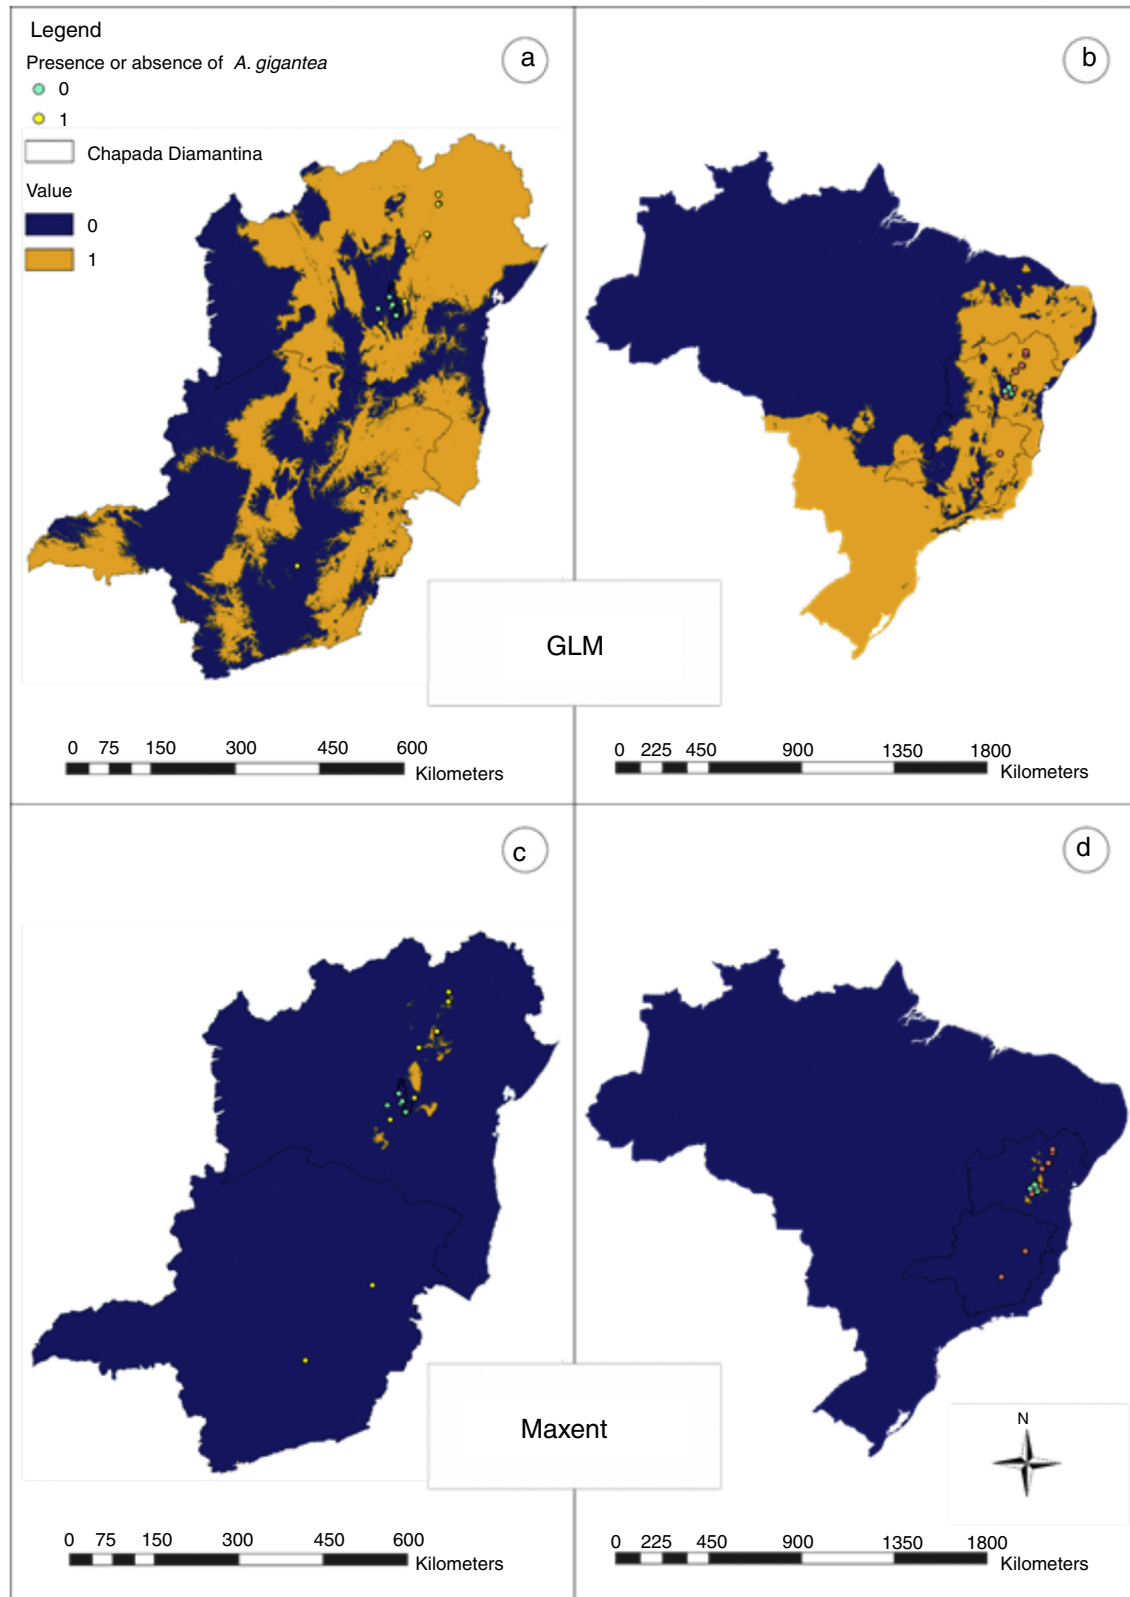 Legend
Presence or absence of A. gigantea
0
1
Chapada Diamantina
Value
0
1
a
b
GLM
0 75 150 300 450 600
Kilometers
0 225 450 900 1350 1800
Kilometers
c
d
Maxent
N
0 75 150 300 450 600
Kilometers
0 225 450 900 1350 1800
Kilometers